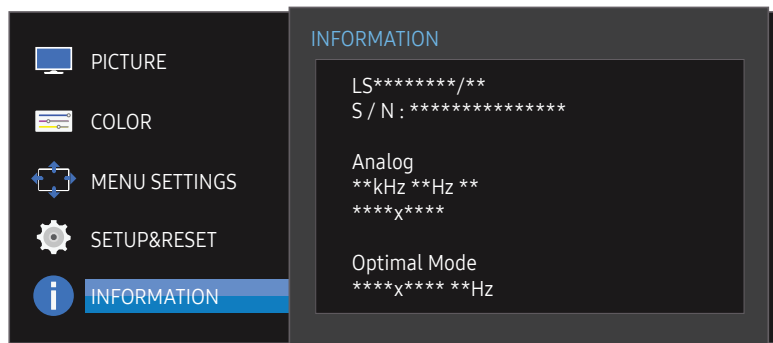 PICTURE
COLOR
MENU SETTINGS
SETUP&RESET
INFORMATION
INFORMATION
LS********/**
S / N : ***************
Analog
**kHz **Hz **
****x****
Optimal Mode
****x**** **Hz